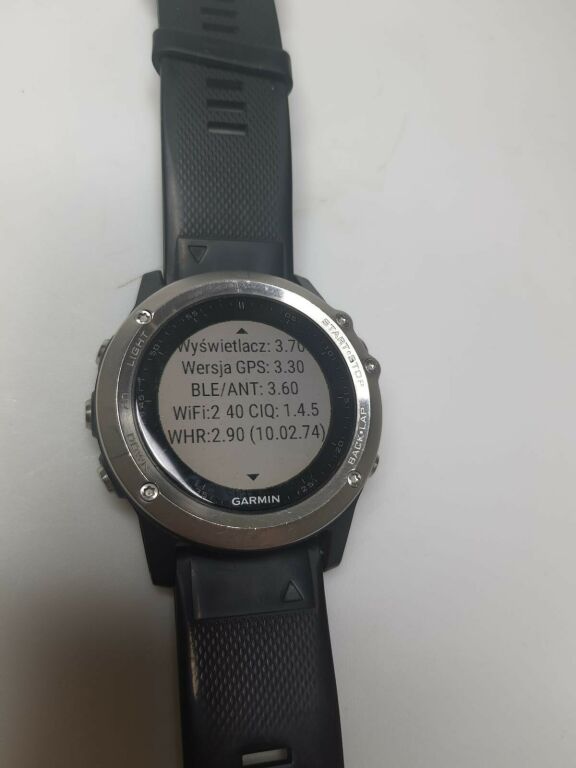 Wyświetlacz: 3.70
Wersja GPS: 3.30
BLE/ANT: 3.60
WiFi:2 40 CIQ: 1.4.5
WHR:2.90 (10.02.74)
GARMIN
LIGHT
START•STOP
BACK•LAP
DOWN